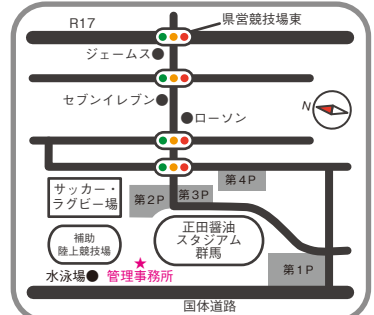 R17
県営競技場東
ジェームス
セブンイレブン
ローソン
N
第4P
サッカー・
ラグビー場
第2P
第3P
正田醤油
スタジアム
群馬
補助
陸上競技場
第1P
水泳場
★
管理事務所
国体道路